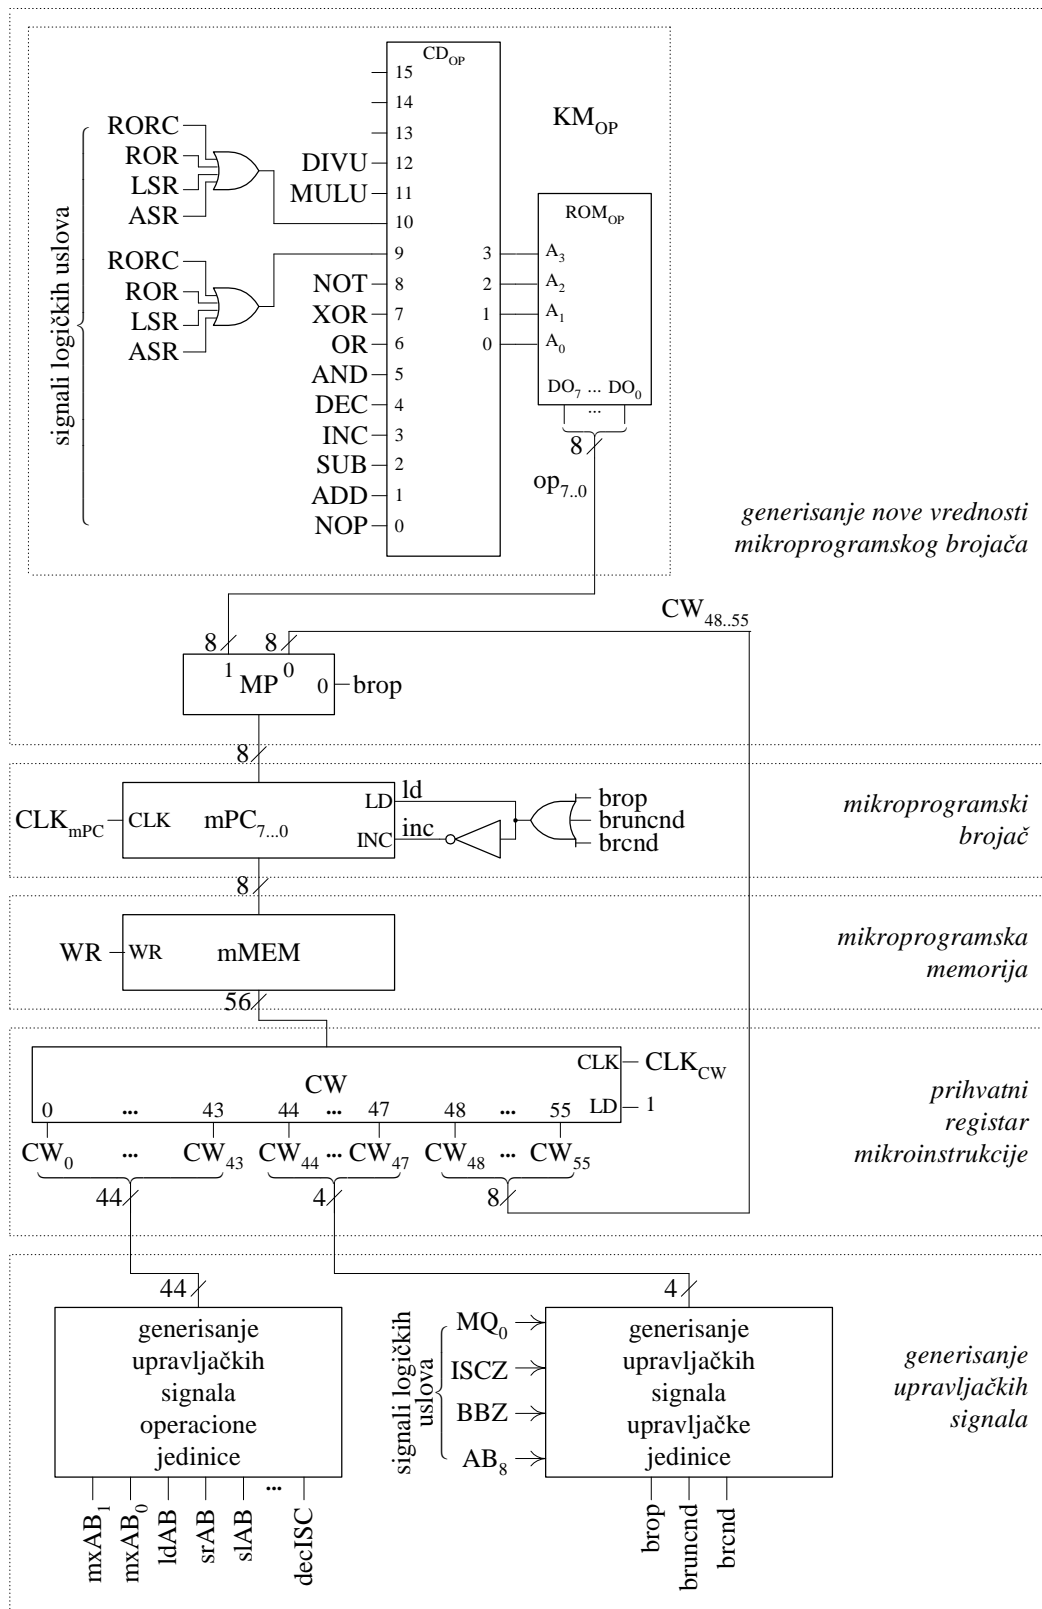 CD_OP
15
14
13
DIVU 12
MULU 11
10
9
NOT 8
XOR 7
OR 6
AND 5
DEC 4
INC 3
SUB 2
ADD 1
NOP 0
RORC
ROR
LSR
ASR
RORC
ROR
LSR
ASR
signali logičkih uslova
KM_OP
ROM_OP
3 A_3
2 A_2
1 A_1
0 A_0
DO_7 ... DO_0
...
8
op_7..0
generisanje nove vrednosti
mikroprogramskog brojača
CW_48..55
8 8
1 MP 0
0 brop
8
CLK_mPC CLK mPC_7...0 LD ld
INC inc
brop
bruncnd
brcnd
mikroprogramski
brojač
8
WR WR mMEM
mikroprogramska
memorija
56
CLK CLK_CW
CW
LD 1
0 ... 43 44 ... 47 48 ... 55
CW_0 ... CW_43 CW_44 ... CW_47 CW_48 ... CW_55
44 4 8
prihvatni
registar
mikroinstrukcije
44
generisanje
upravljačkih
signala
operacione
jedinice
mxAB_1
mxAB_0
ldAB
srAB
slAB
...
decISC
signali logičkih
uslova
MQ_0
ISCZ
BBZ
AB_8
4
generisanje
upravljačkih
signala
upravljačke
jedinice
brop
bruncnd
brcnd
generisanje
upravljačkih
signala